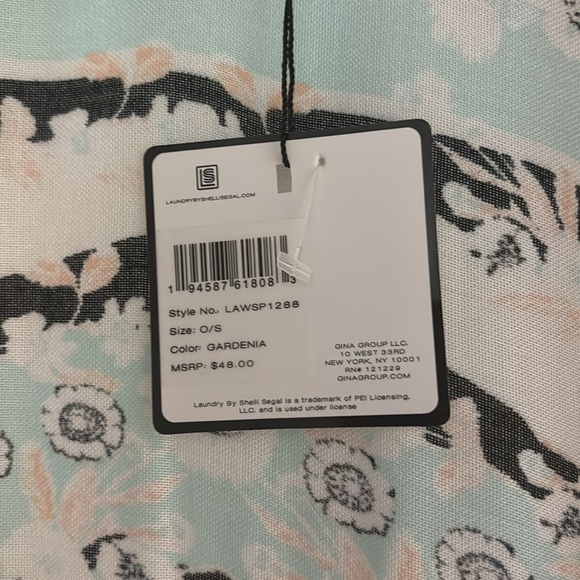 LS
LAUNDRYBYSHELLISEGAL.COM
1 94587 61808 3
Style No.: LAWSP1288
Size: O/S
Color: GARDENIA
MSRP: $48.00
GINA GROUP LLC.
10 WEST 33RD
NEW YORK, NY 10001
RN# 121229
GINAGROUP.COM
Laundry By Shelli Segal is a trademark of PEI Licensing,
LLC. and is used under license